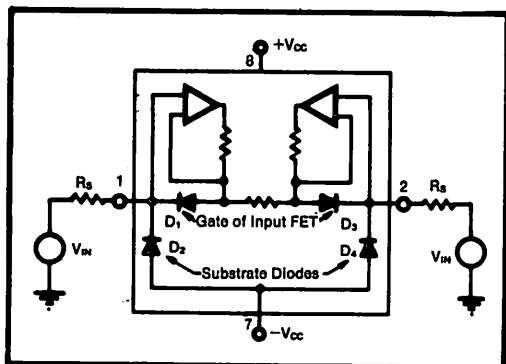 +Vcc
8
Rs
1
2
Rs
D1
Gate of Input FET
D3
VIN
D2
D4
VIN
Substrate Diodes
7
−Vcc